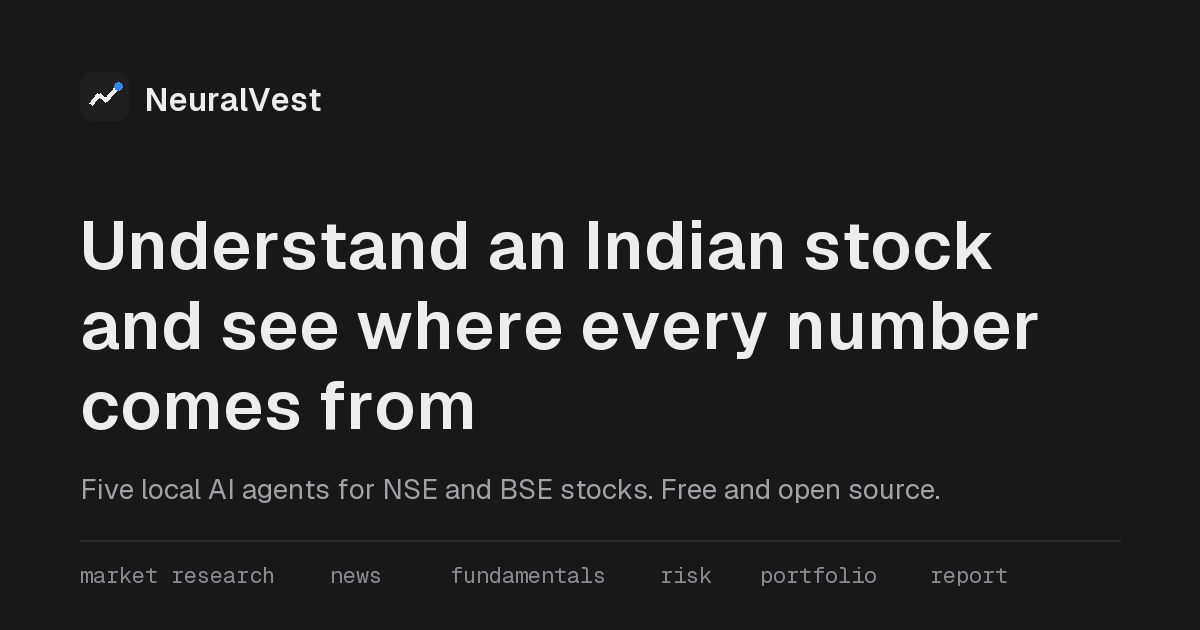 NeuralVest
Understand an Indian stock
and see where every number
comes from
Five local AI agents for NSE and BSE stocks. Free and open source.
market research news fundamentals risk portfolio report